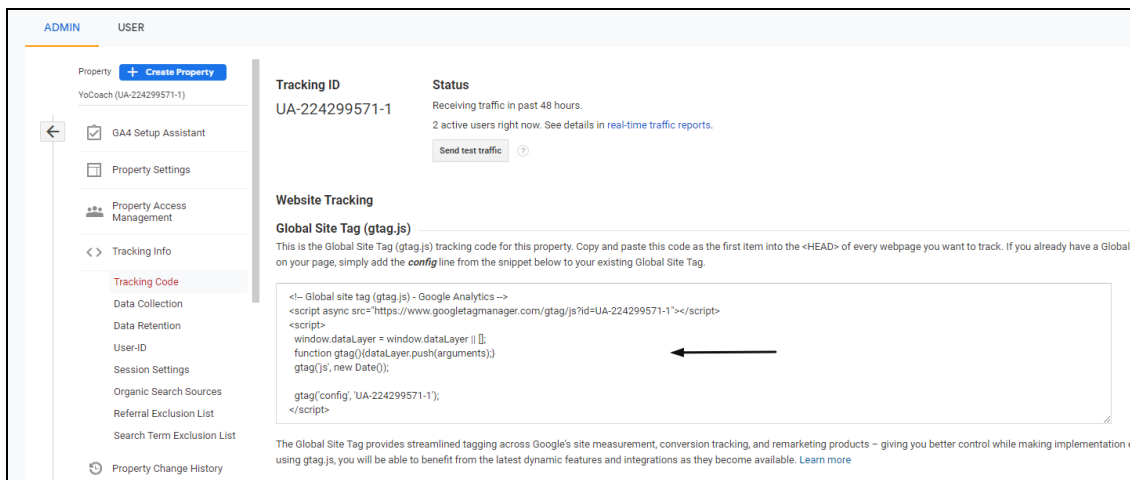 ADMIN
USER
Property
+ Create Property
YoCoach (UA-224299571-1)
GA4 Setup Assistant
Property Settings
Property Access
Management
Tracking Info
Tracking Code
Data Collection
Data Retention
User-ID
Session Settings
Organic Search Sources
Referral Exclusion List
Search Term Exclusion List
Property Change History
Tracking ID
UA-224299571-1
Status
Receiving traffic in past 48 hours.
2 active users right now. See details in real-time traffic reports.
Send test traffic ?
Website Tracking
Global Site Tag (gtag.js)
This is the Global Site Tag (gtag.js) tracking code for this property. Copy and paste this code as the first item into the <HEAD> of every webpage you want to track. If you already have a Global
on your page, simply add the config line from the snippet below to your existing Global Site Tag.
<!-- Global site tag (gtag.js) - Google Analytics -->
<script async src="https://www.googletagmanager.com/gtag/js?id=UA-224299571-1"></script>
<script>
window.dataLayer = window.dataLayer || [];
function gtag(){dataLayer.push(arguments);}
gtag('js', new Date());
gtag('config', 'UA-224299571-1');
</script>
The Global Site Tag provides streamlined tagging across Google's site measurement, conversion tracking, and remarketing products – giving you better control while making implementation e
using gtag.js, you will be able to benefit from the latest dynamic features and integrations as they become available. Learn more